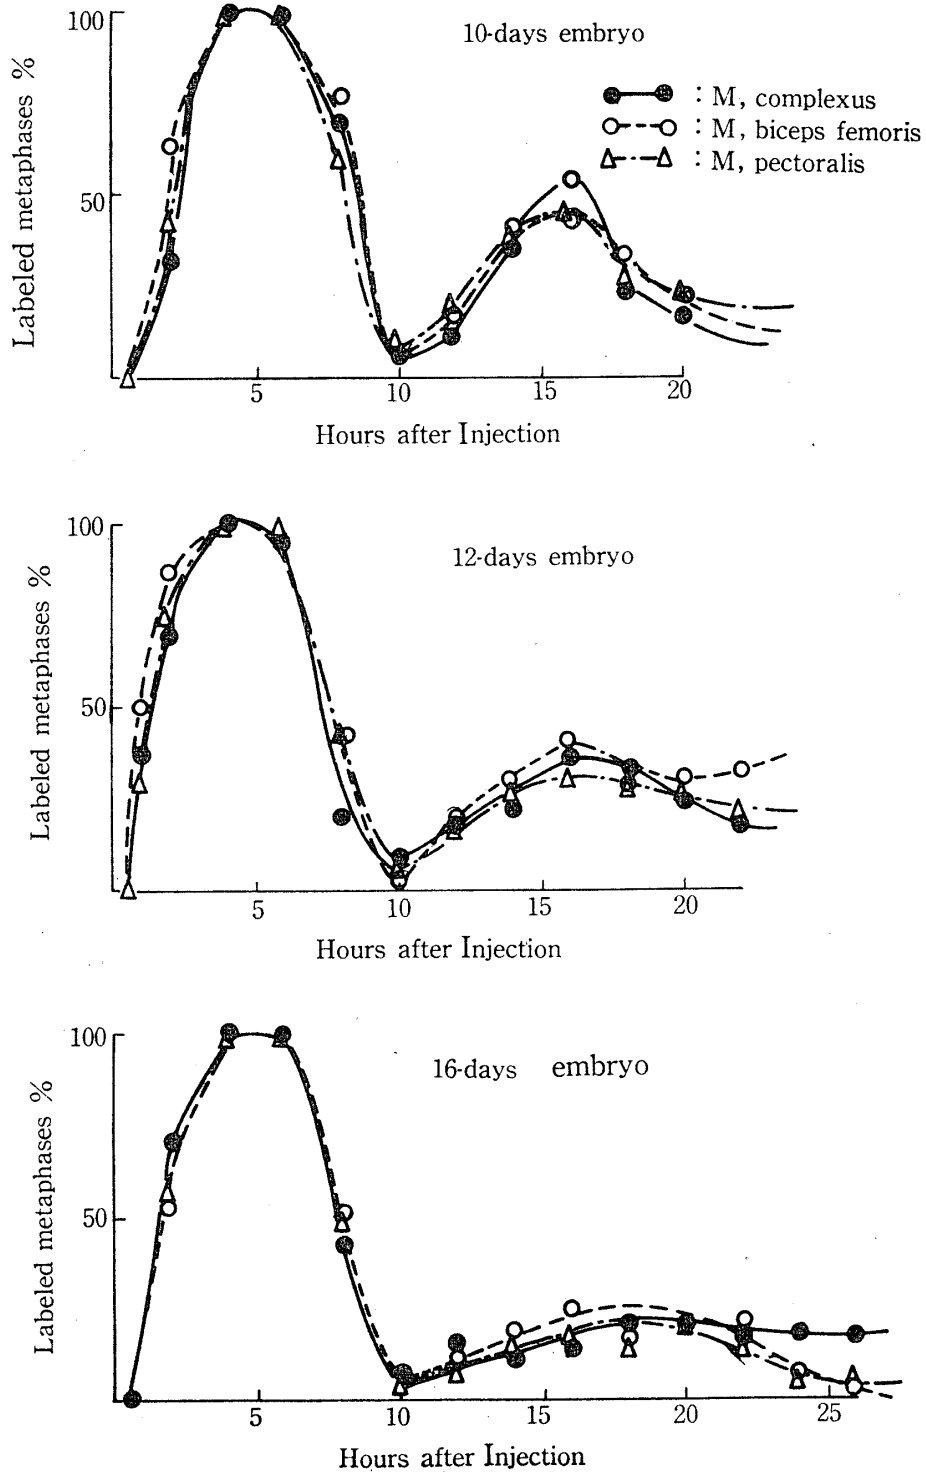 10-days embryo
: M, complexus
: M, biceps femoris
: M, pectoralis
Labeled metaphases %
100
50
5 10 15 20
Hours after Injection
12-days embryo
Labeled metaphases %
100
50
5 10 15 20
Hours after Injection
16-days embryo
Labeled metaphases %
100
50
5 10 15 20 25
Hours after Injection